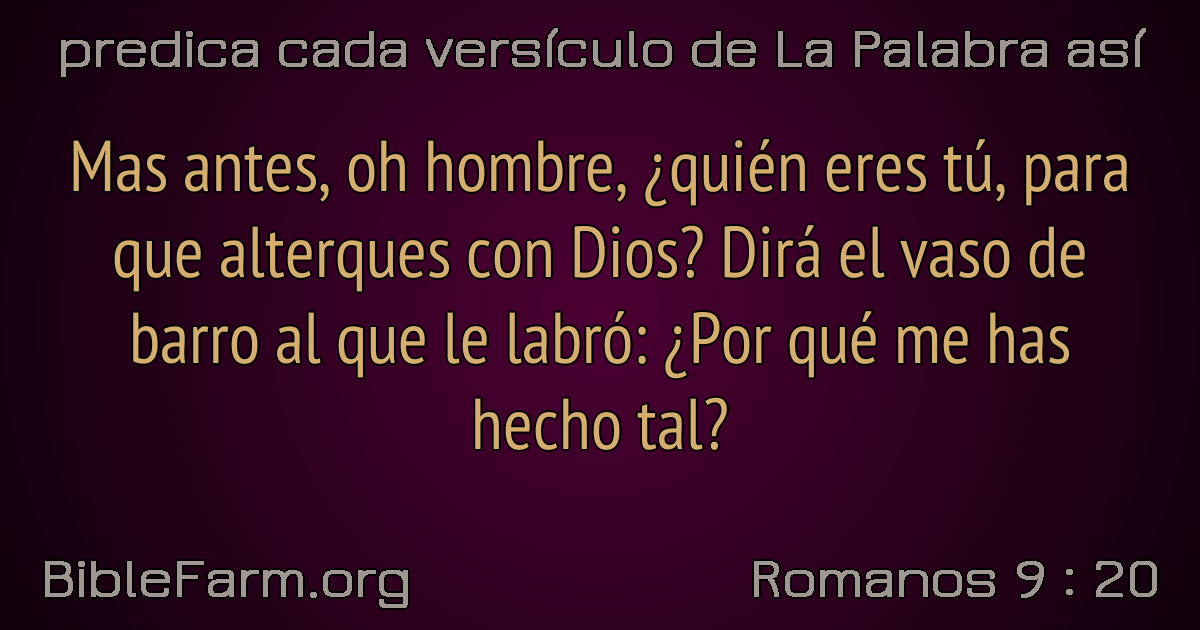 predica cada versículo de La Palabra así
Mas antes, oh hombre, ¿quién eres tú, para
que alterques con Dios? Dirá el vaso de
barro al que le labró: ¿Por qué me has
hecho tal?
BibleFarm.org
Romanos 9 : 20